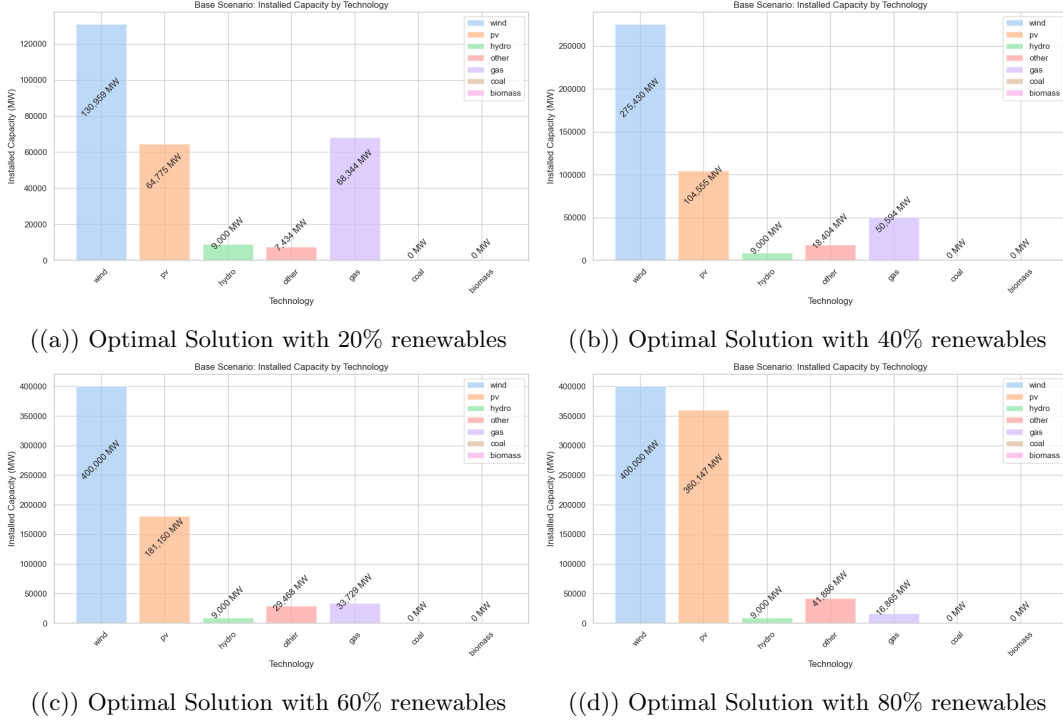 Base Scenario: Installed Capacity by Technology
Installed Capacity (MW)
120000
100000
80000
60000
40000
20000
0
130,959 MW
64,775 MW
9,000 MW
7,434 MW
68,344 MW
0 MW
0 MW
wind
pv
hydro
other
gas
coal
biomass
wind
pv
hydro
other
gas
coal
biomass
Technology
((a)) Optimal Solution with 20% renewables
Base Scenario: Installed Capacity by Technology
Installed Capacity (MW)
250000
200000
150000
100000
50000
0
275,430 MW
104,555 MW
9,000 MW
18,404 MW
50,594 MW
0 MW
0 MW
wind
pv
hydro
other
gas
coal
biomass
wind
pv
hydro
other
gas
coal
biomass
Technology
((b)) Optimal Solution with 40% renewables
Base Scenario: Installed Capacity by Technology
Installed Capacity (MW)
400000
350000
300000
250000
200000
150000
100000
50000
0
400,000 MW
181,150 MW
9,000 MW
29,468 MW
33,729 MW
0 MW
0 MW
wind
pv
hydro
other
gas
coal
biomass
wind
pv
hydro
other
gas
coal
biomass
Technology
((c)) Optimal Solution with 60% renewables
Base Scenario: Installed Capacity by Technology
Installed Capacity (MW)
400000
350000
300000
250000
200000
150000
100000
50000
0
400,000 MW
360,147 MW
9,000 MW
41,886 MW
16,865 MW
0 MW
0 MW
wind
pv
hydro
other
gas
coal
biomass
wind
pv
hydro
other
gas
coal
biomass
Technology
((d)) Optimal Solution with 80% renewables